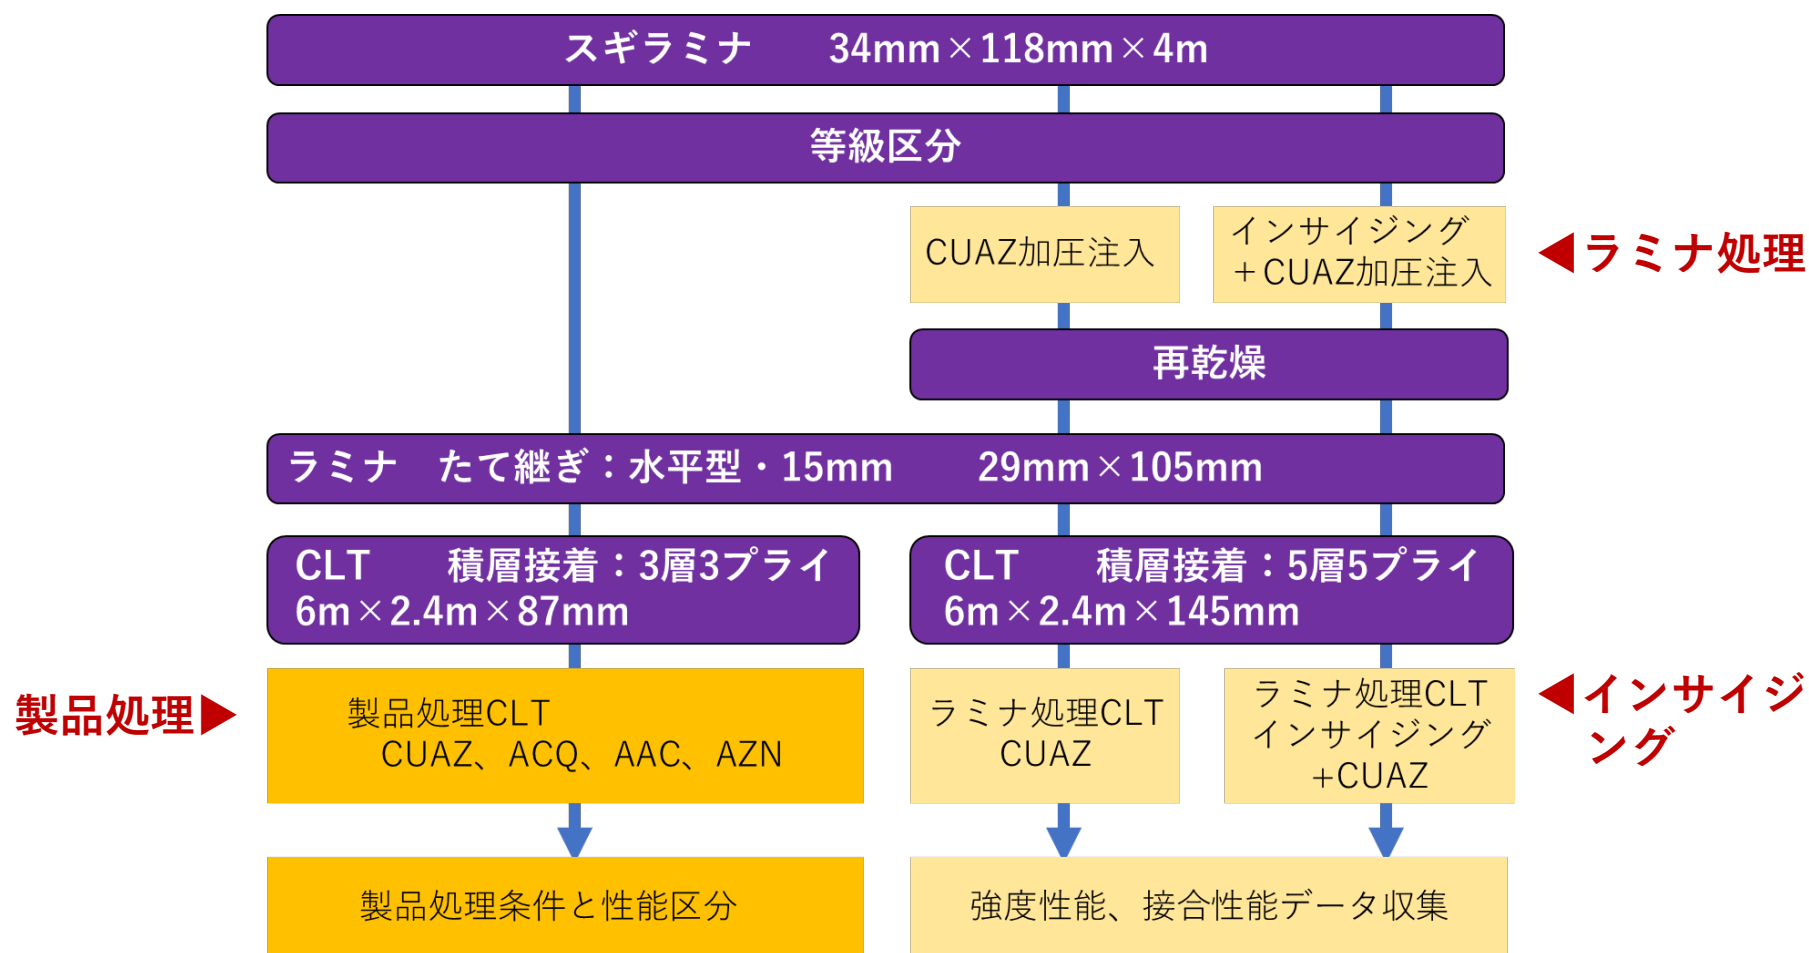 スギラミナ　　34mm×118mm×4m
等級区分
CUAZ加圧注入
インサイジング
＋CUAZ加圧注入
◀ラミナ処理
再乾燥
ラミナ　たて継ぎ：水平型・15mm　　29mm×105mm
CLT　　積層接着：3層3プライ
6m×2.4m×87mm
CLT　　積層接着：5層5プライ
6m×2.4m×145mm
製品処理▶
製品処理CLT
CUAZ、ACQ、AAC、AZN
ラミナ処理CLT
CUAZ
ラミナ処理CLT
インサイジング
+CUAZ
◀インサイジ
ング
製品処理条件と性能区分
強度性能、接合性能データ収集